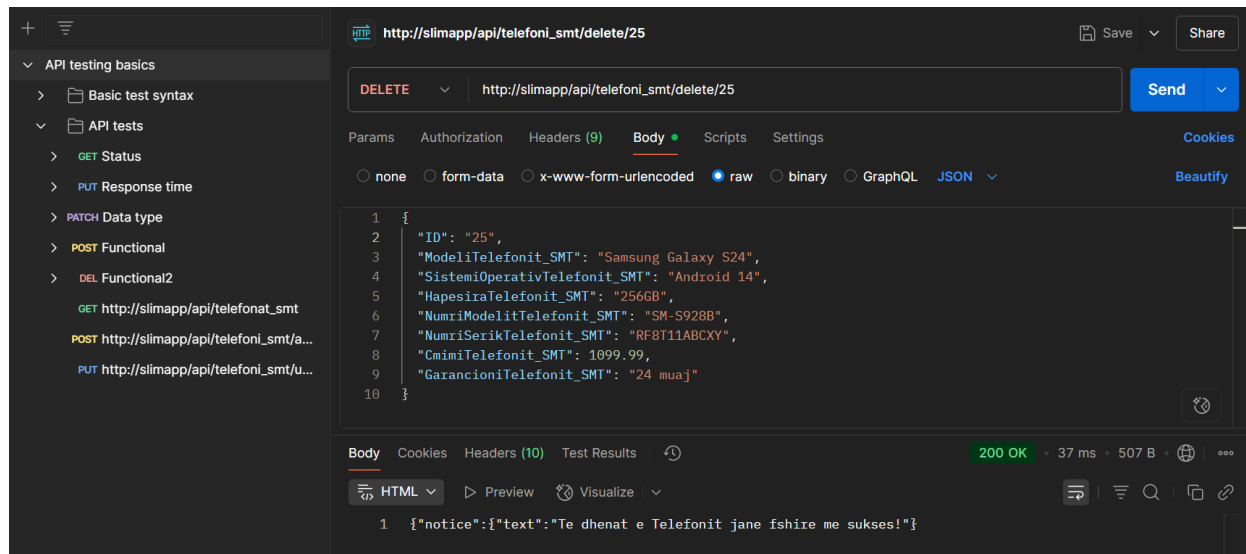 http://slimapp/api/telefoni_smt/delete/25
Save
Share
API testing basics
Basic test syntax
API tests
GET Status
PUT Response time
PATCH Data type
POST Functional
DEL Functional2
GET http://slimapp/api/telefonat_smt
POST http://slimapp/api/telefoni_smt/a...
PUT http://slimapp/api/telefoni_smt/u...
DELETE http://slimapp/api/telefoni_smt/delete/25
Send
Params Authorization Headers (9) Body Scripts Settings Cookies
none form-data x-www-form-urlencoded raw binary GraphQL JSON Beautify
1 {
2 "ID": "25",
3 "ModeliTelefonit_SMT": "Samsung Galaxy S24",
4 "SistemiOperativTelefonit_SMT": "Android 14",
5 "HapesiraTelefonit_SMT": "256GB",
6 "NumriModelitTelefonit_SMT": "SM-S928B",
7 "NumriSerikTelefonit_SMT": "RF8T11ABCXY",
8 "CmimiTelefonit_SMT": 1099.99,
9 "GarancioniTelefonit_SMT": "24 muaj"
10 }
Body Cookies Headers (10) Test Results 200 OK 37 ms 507 B
HTML Preview Visualize
1 {"notice":{"text":"Te dhenat e Telefonit jane fshire me sukses!"}